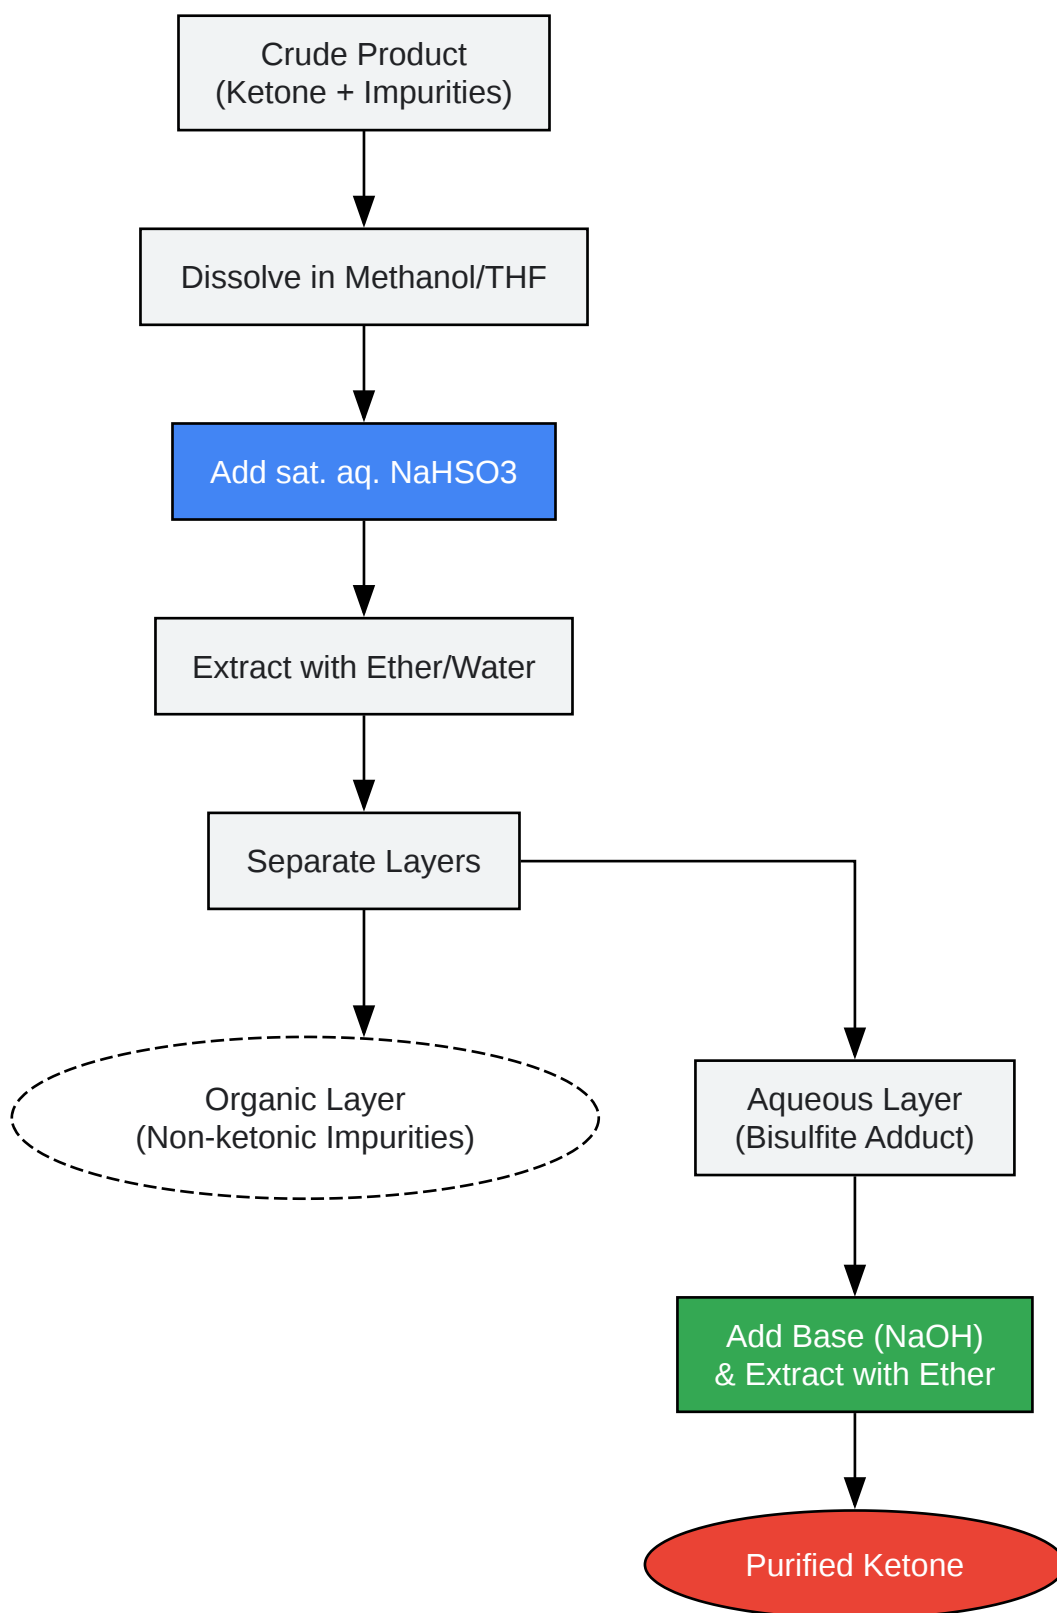 Crude Product
(Ketone + Impurities)
Dissolve in Methanol/THF
Add sat. aq. NaHSO3
Extract with Ether/Water
Separate Layers
Organic Layer
(Non-ketonic Impurities)
Aqueous Layer
(Bisulfite Adduct)
Add Base (NaOH)
& Extract with Ether
Purified Ketone